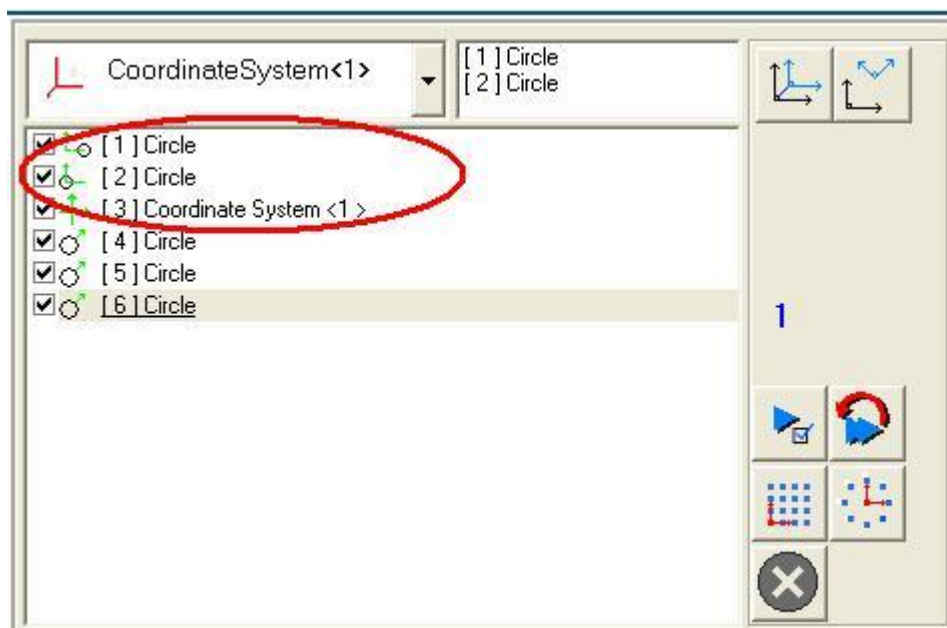 CoordinateSystem<1>
[ 1 ] Circle
[ 2 ] Circle
[ 1 ] Circle
[ 2 ] Circle
[ 3 ] Coordinate System <1 >
[ 4 ] Circle
[ 5 ] Circle
[ 6 ] Circle
1